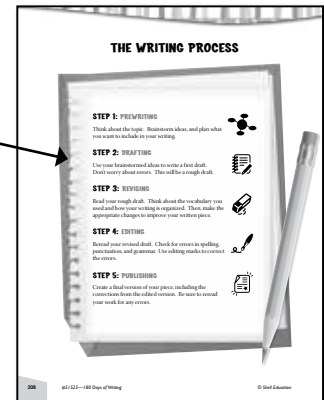 THE WRITING PROCESS
STEP 1: PREWRITING
Think about the topic. Brainstorm ideas, and plan what
you want to include in your writing.
STEP 2: DRAFTING
Use your brainstormed ideas to write a first draft.
Don't worry about errors. This will be a rough draft.
STEP 3: REVISING
Read your rough draft. Think about the vocabulary you
used and how your writing is organized. Then, make the
appropriate changes to improve your written piece.
STEP 4: EDITING
Reread your revised draft. Check for errors in spelling,
punctuation, and grammar. Use editing marks to correct
the errors.
STEP 5: PUBLISHING
Create a final version of your piece, including the
corrections from the edited version. Be sure to reread
your work for any errors.
208 —180 Days of Writing © Shell Education